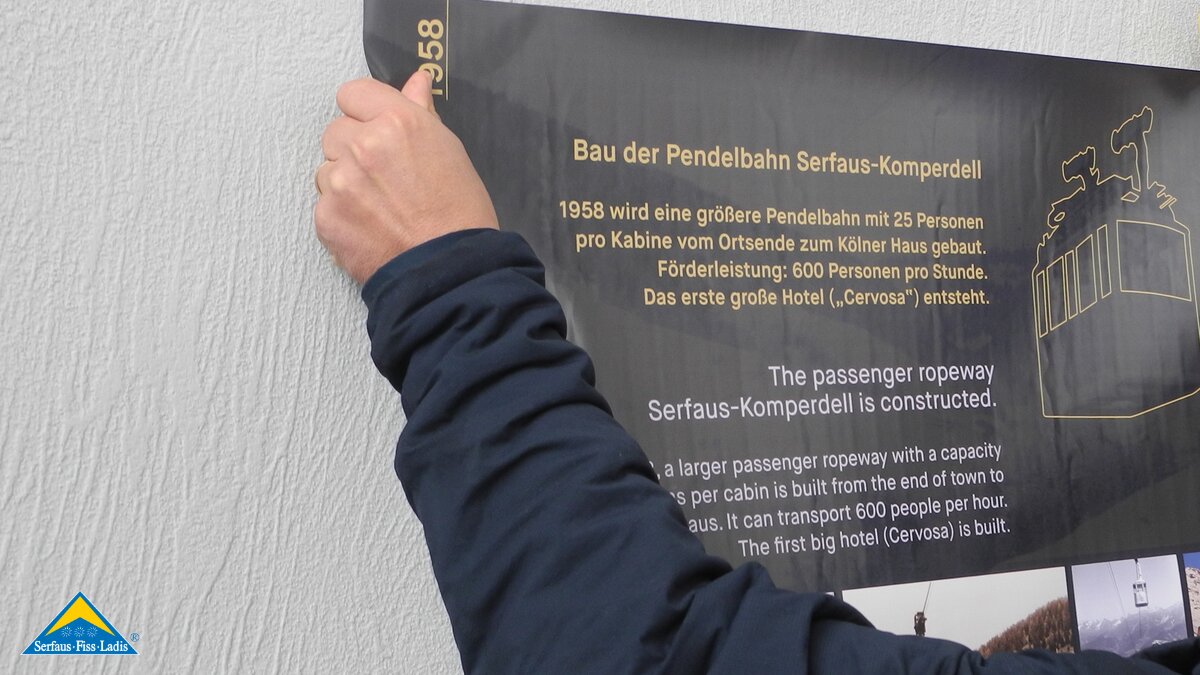 1958
Bau der Pendelbahn Serfaus-Komperdell
1958 wird eine größere Pendelbahn mit 25 Personen
pro Kabine vom Ortsende zum Kölner Haus gebaut.
Förderleistung: 600 Personen pro Stunde.
Das erste große Hotel („Cervosa“) entsteht.
The passenger ropeway
Serfaus-Komperdell is constructed.
, a larger passenger ropeway with a capacity
per cabin is built from the end of town to
aus. It can transport 600 people per hour.
The first big hotel (Cervosa) is built.
Serfaus·Fiss·Ladis ®